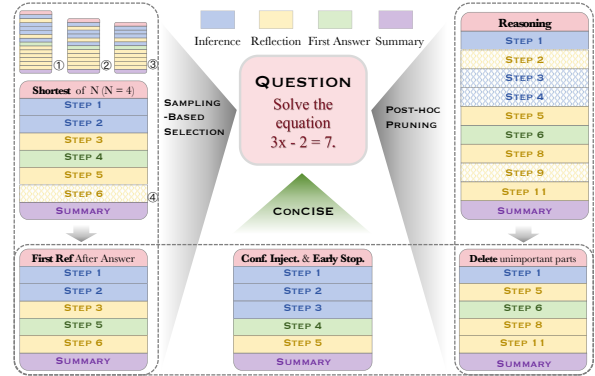 Inference
Reflection
First Answer
Summary
①
②
③
Shortest of N (N = 4)
STEP 1
STEP 2
STEP 3
STEP 4
STEP 5
STEP 6
④
SUMMARY
SAMPLING
-BASED
SELECTION
QUESTION
Solve the
equation
3x - 2 = 7.
CONCISE
POST-HOC
PRUNING
Reasoning
STEP 1
STEP 2
STEP 3
STEP 4
STEP 5
STEP 6
STEP 8
STEP 9
STEP 11
SUMMARY
First Ref After Answer
STEP 1
STEP 2
STEP 3
STEP 5
STEP 6
SUMMARY
Conf. Inject. & Early Stop.
STEP 1
STEP 2
STEP 3
STEP 4
STEP 5
SUMMARY
Delete unimportant parts
STEP 1
STEP 5
STEP 6
STEP 8
STEP 11
SUMMARY